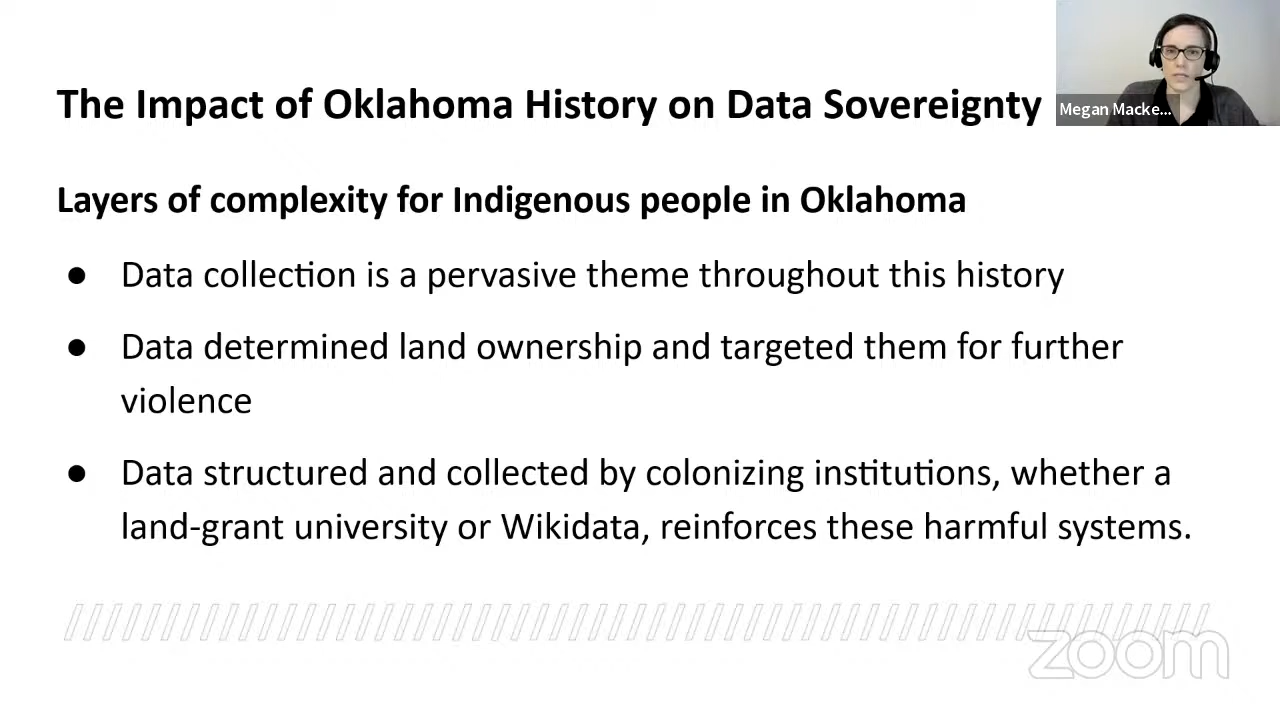 The Impact of Oklahoma History on Data Sovereignty
Megan Macke...
Layers of complexity for Indigenous people in Oklahoma
● Data collection is a pervasive theme throughout this history
● Data determined land ownership and targeted them for further
violence
● Data structured and collected by colonizing institutions, whether a
land-grant university or Wikidata, reinforces these harmful systems.
zoom